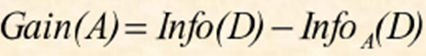 Gain(A) = Info(D) − Info_A(D)